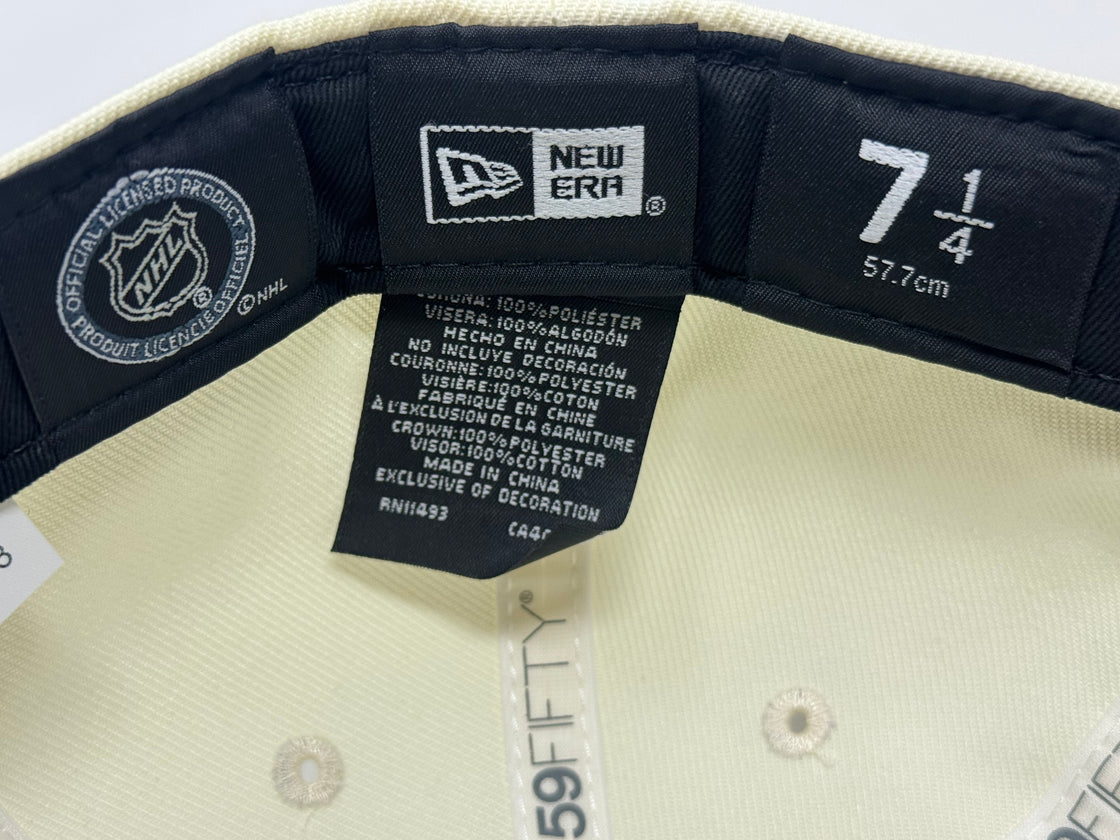 OFFICIAL LICENSED PRODUCT
NHL®
PRODUIT LICENCIÉ OFFICIEL
©NHL
NEW
ERA
®
7 1/4
57.7cm
CORONA: 100% POLIÉSTER
VISERA: 100% ALGODÓN
HECHO EN CHINA
NO INCLUYE DECORACIÓN
COURONNE: 100% POLYESTER
VISIÈRE: 100% COTON
FABRIQUÉ EN CHINE
À L'EXCLUSION DE LA GARNITURE
CROWN: 100% POLYESTER
VISOR: 100% COTTON
MADE IN CHINA
EXCLUSIVE OF DECORATION
RN11493
59FIFTY®